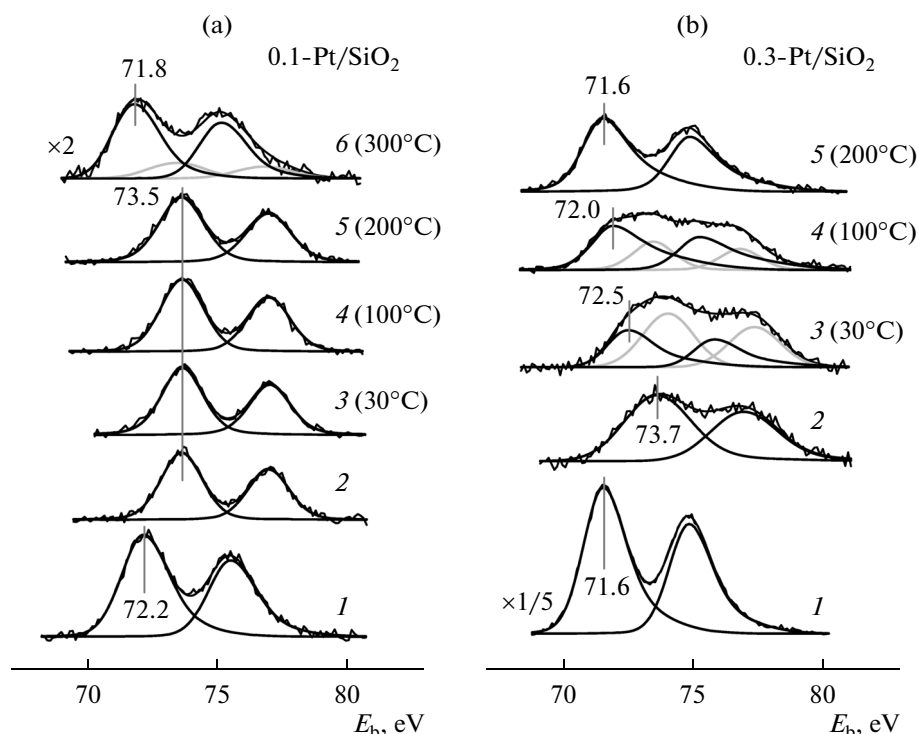 (a)
0.1-Pt/SiO₂
71.8
×2
6 (300°C)
73.5
5 (200°C)
4 (100°C)
3 (30°C)
2
72.2
1
70 75 80
E_b, eV
(b)
0.3-Pt/SiO₂
71.6
5 (200°C)
72.0
4 (100°C)
72.5
3 (30°C)
73.7
2
×1/5
71.6
1
70 75 80
E_b, eV